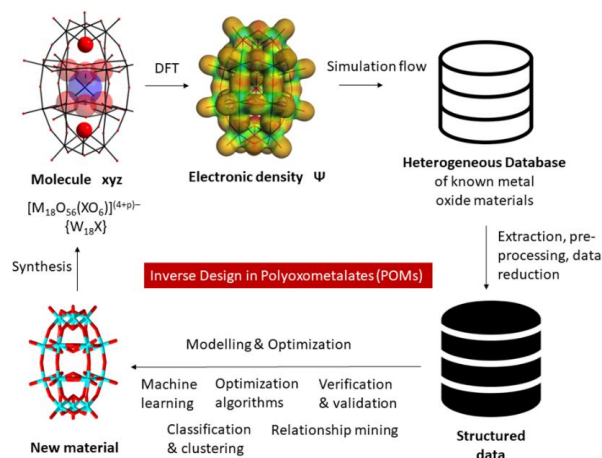 DFT
Simulation flow
Molecule xyz
Electronic density Ψ
Heterogeneous Database
of known metal
oxide materials
[M₁₈O₅₆(XO₆)]⁽⁴⁺ᵖ⁾⁻
{W₁₈X}
Synthesis
Extraction, pre-
processing, data
reduction
Inverse Design in Polyoxometalates (POMs)
Modelling & Optimization
Machine
learning
Optimization
algorithms
Verification
& validation
Classification
& clustering
Relationship mining
New material
Structured
data